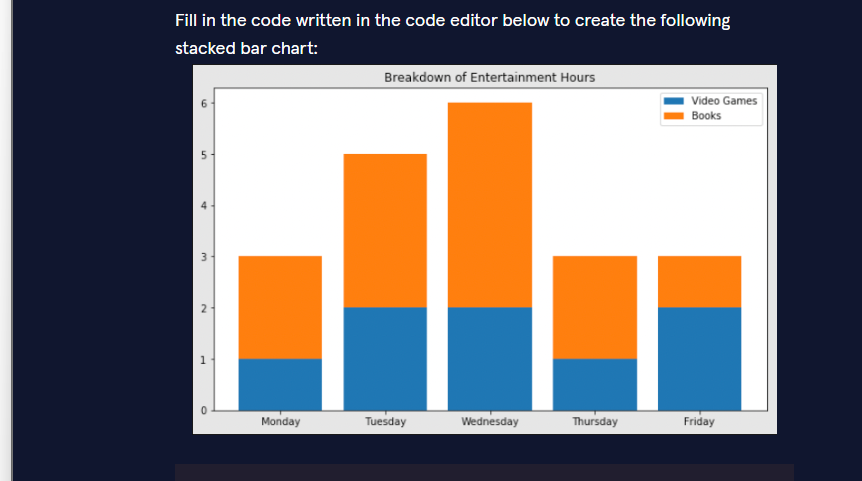 Fill in the code written in the code editor below to create the following
stacked bar chart:
Breakdown of Entertainment Hours
Video Games
Books
6
5
4
3
2
1
0
Monday Tuesday Wednesday Thursday Friday